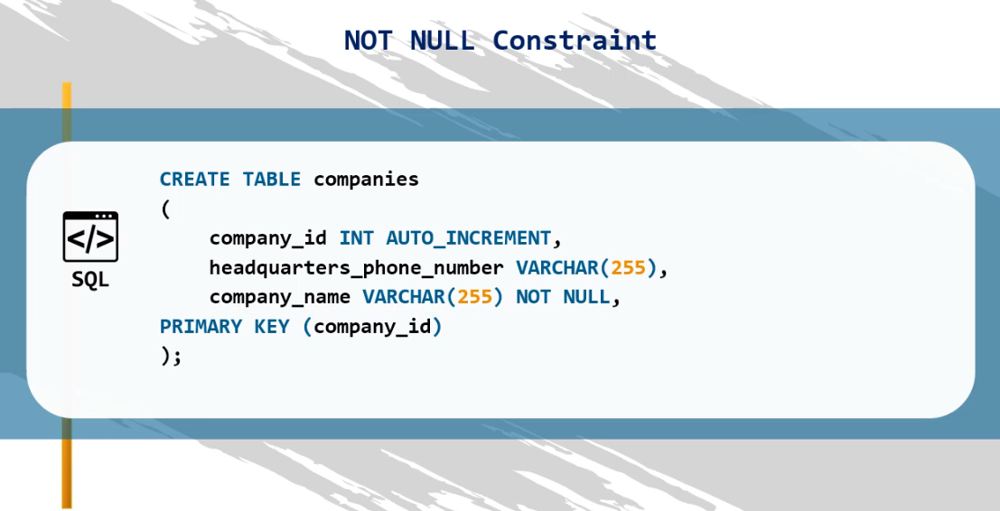 NOT NULL Constraint
CREATE TABLE companies
(
company_id INT AUTO_INCREMENT,
headquarters_phone_number VARCHAR(255),
company_name VARCHAR(255) NOT NULL,
PRIMARY KEY (company_id)
);
</>
SQL